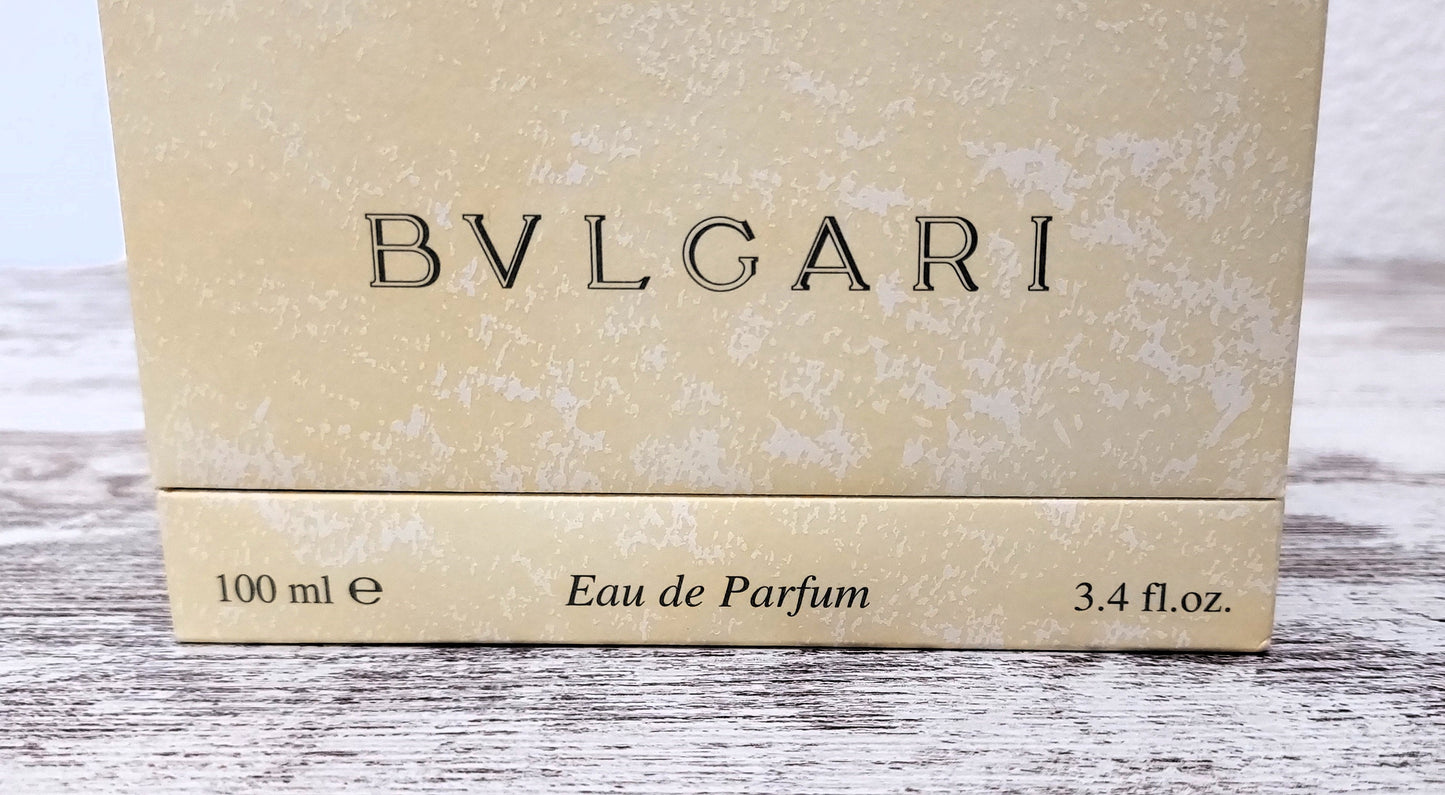 BVLGARI
100 ml ℮ Eau de Parfum 3.4 fl.oz.